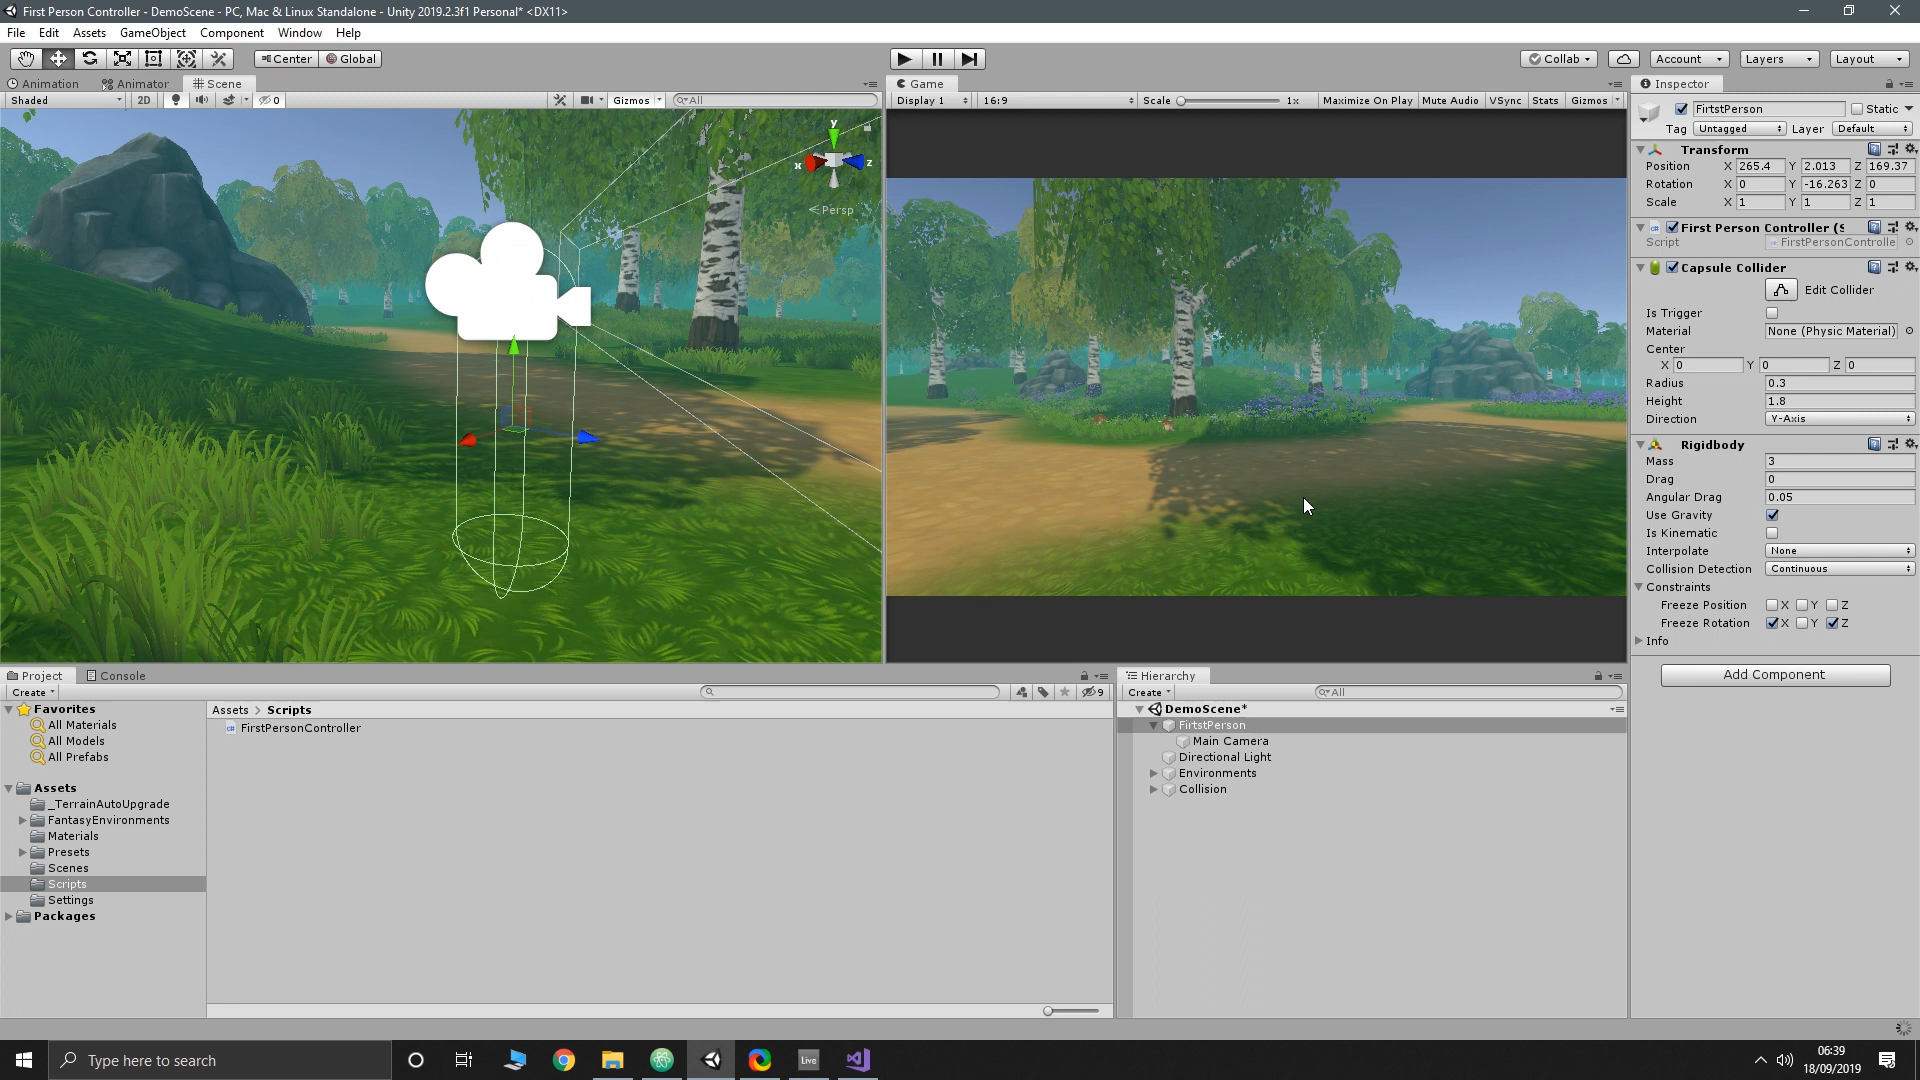 First Person Controller - DemoScene - PC, Mac & Linux Standalone - Unity 2019.2.3f1 Personal* <DX11>
File Edit Assets GameObject Component Window Help
Center Global Collab Account Layers Layout
Animation Animator Scene
Shaded 2D 0 Gizmos All
y
x z
Persp
Game
Display 1 16:9 Scale 1x Maximize On Play Mute Audio VSync Stats Gizmos
Inspector
FirtstPerson Static
Tag Untagged Layer Default
Transform
Position X 265.4 Y 2.013 Z 169.37
Rotation X 0 Y -16.263 Z 0
Scale X 1 Y 1 Z 1
First Person Controller (S
Script FirstPersonControlle
Capsule Collider
Edit Collider
Is Trigger
Material None (Physic Material)
Center
X 0 Y 0 Z 0
Radius 0.3
Height 1.8
Direction Y-Axis
Rigidbody
Mass 3
Drag 0
Angular Drag 0.05
Use Gravity
Is Kinematic
Interpolate None
Collision Detection Continuous
Constraints
Freeze Position X Y Z
Freeze Rotation X Y Z
Info
Add Component
Project Console
Create 9
Favorites
All Materials
All Models
All Prefabs
Assets
_TerrainAutoUpgrade
FantasyEnvironments
Materials
Presets
Scenes
Scripts
Settings
Packages
Assets > Scripts
FirstPersonController
Hierarchy
Create All
DemoScene*
FirtstPerson
Main Camera
Directional Light
Environments
Collision
Type here to search
Live
06:39
18/09/2019